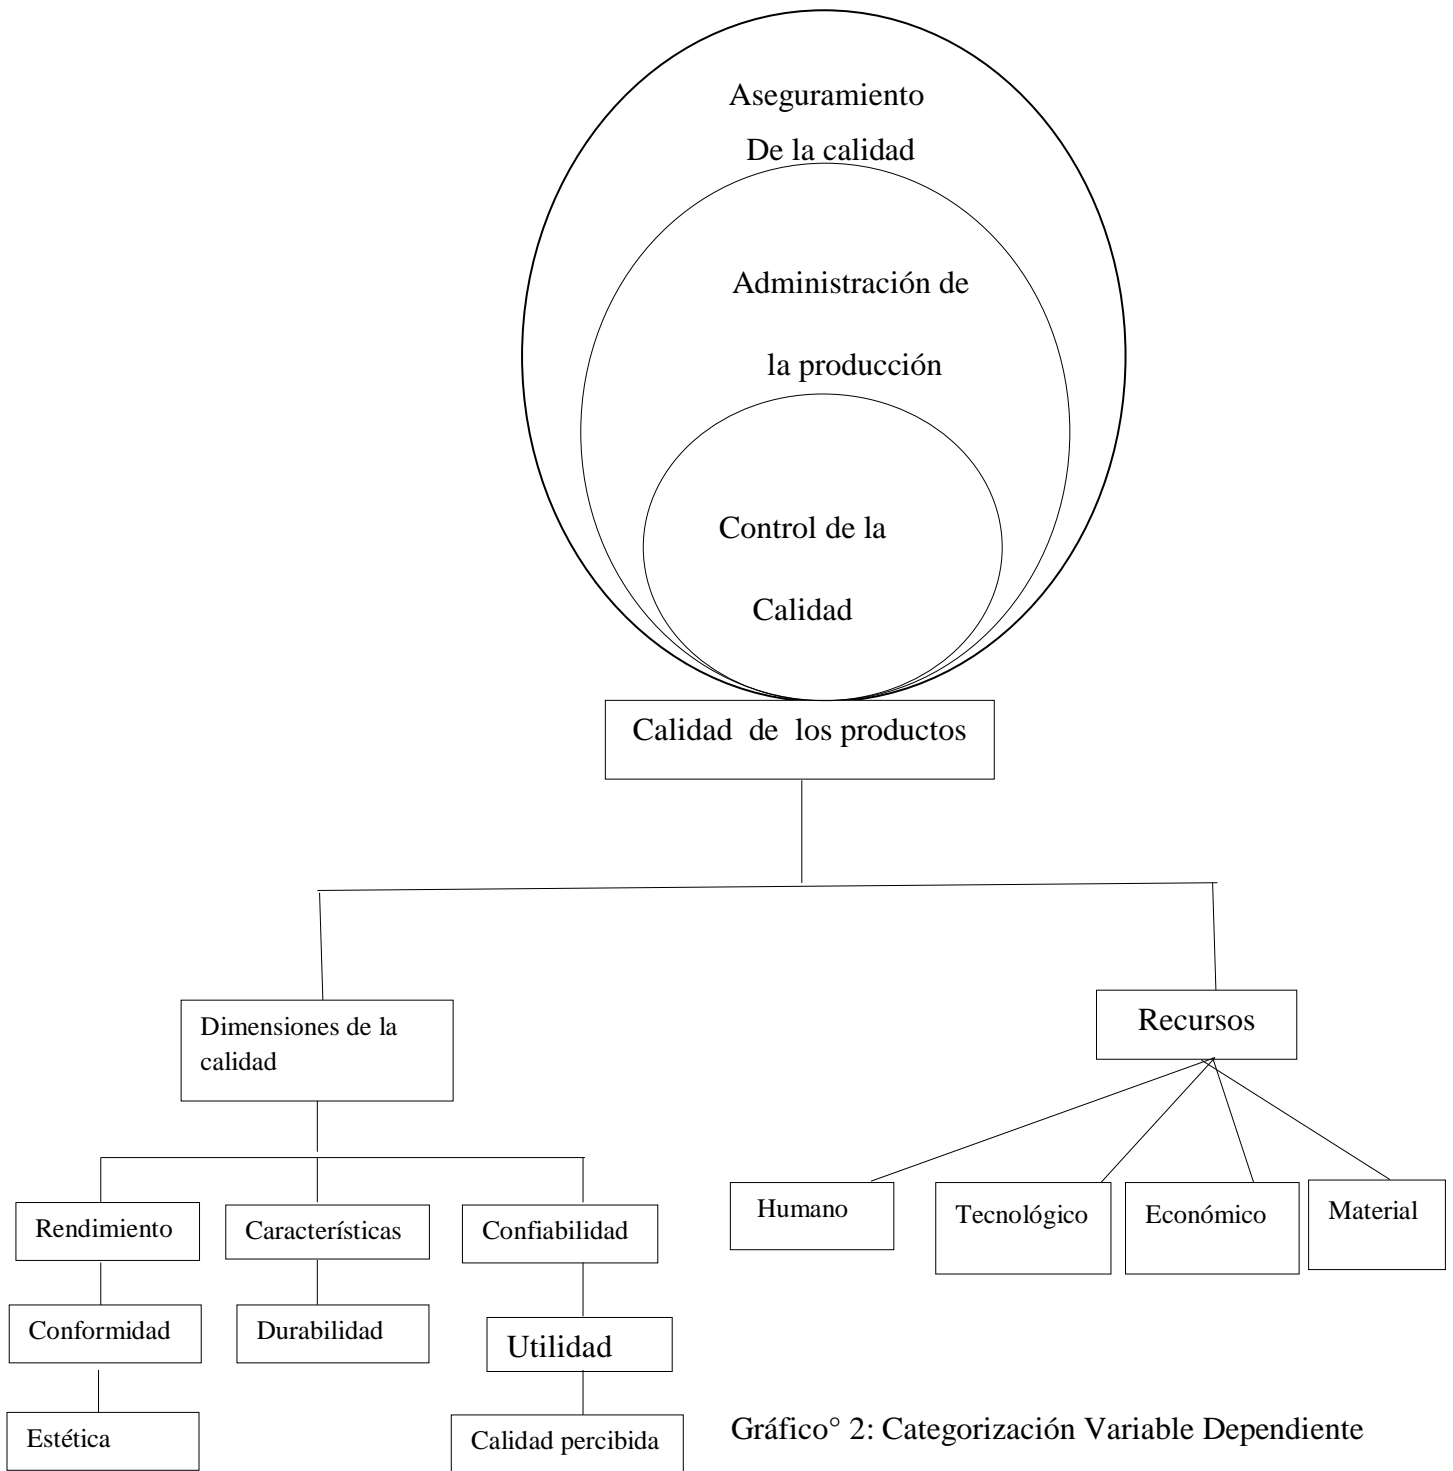 Aseguramiento
De la calidad
Administración de
la producción
Control de la
Calidad
Calidad de los productos
Dimensiones de la
calidad
Recursos
Humano
Tecnológico
Económico
Material
Rendimiento
Características
Confiabilidad
Conformidad
Durabilidad
Utilidad
Estética
Calidad percibida
Gráfico° 2: Categorización Variable Dependiente